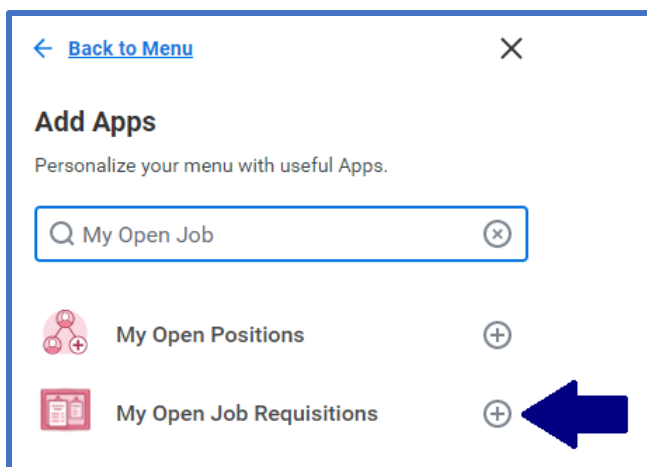 Back to Menu
Add Apps
Personalize your menu with useful Apps.
My Open Job
My Open Positions
My Open Job Requisitions